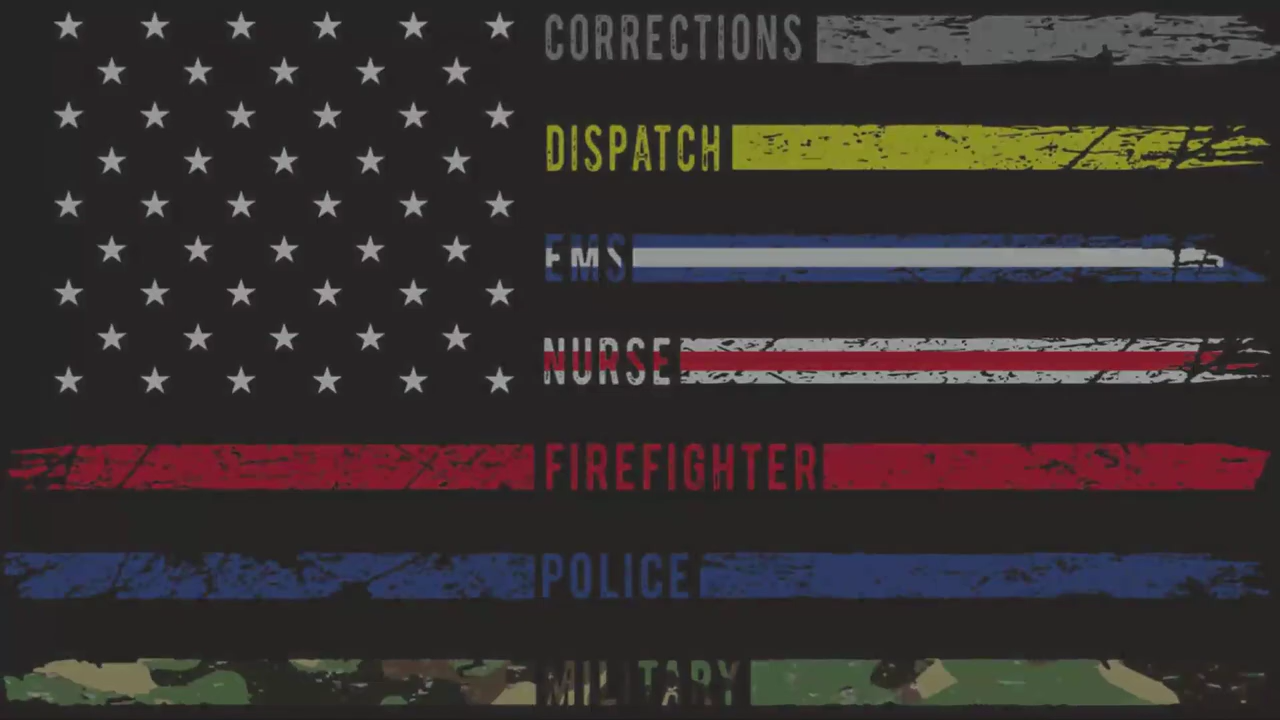 CORRECTIONS
DISPATCH
EMS
NURSE
FIREFIGHTER
POLICE
MILITARY